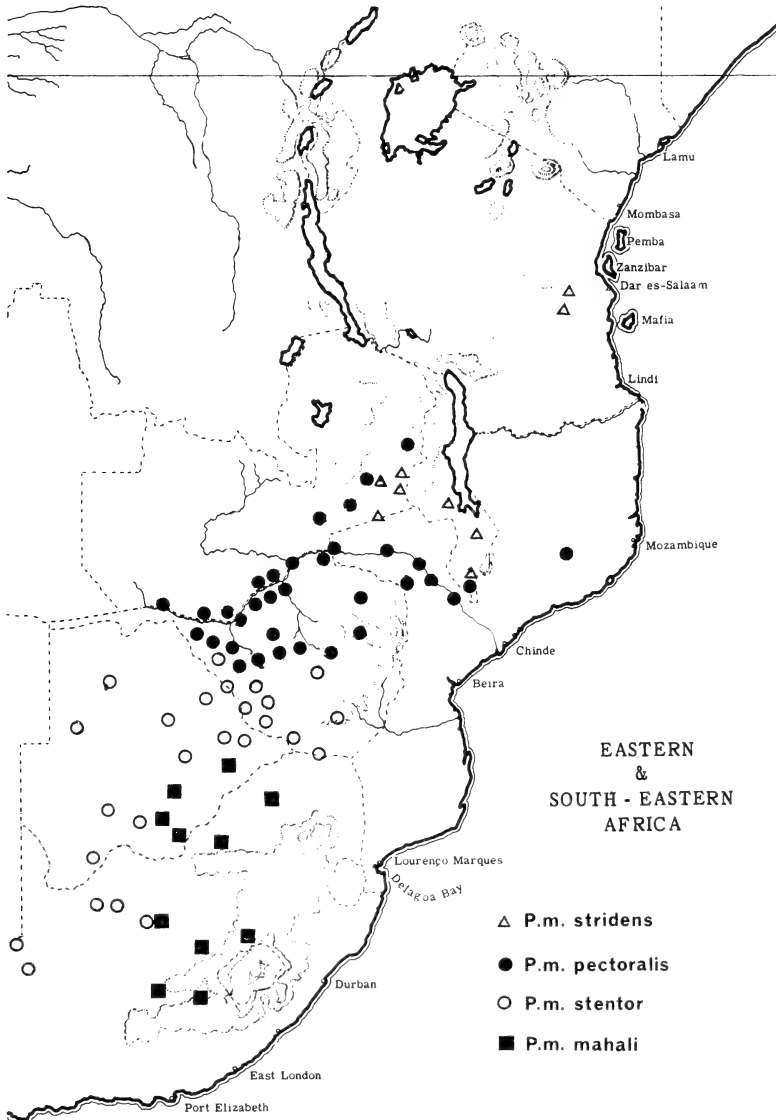 Lamu
Mombasa
Pemba
Zanzibar
Dar es-Salaam
Mafia
Lindi
Mozambique
Chinde
Beira
EASTERN
&
SOUTH - EASTERN
AFRICA
Lourenço Marques
Delagoa Bay
P.m. stridens
P.m. pectoralis
Durban
P.m. stentor
P.m. mahali
East London
Port Elizabeth